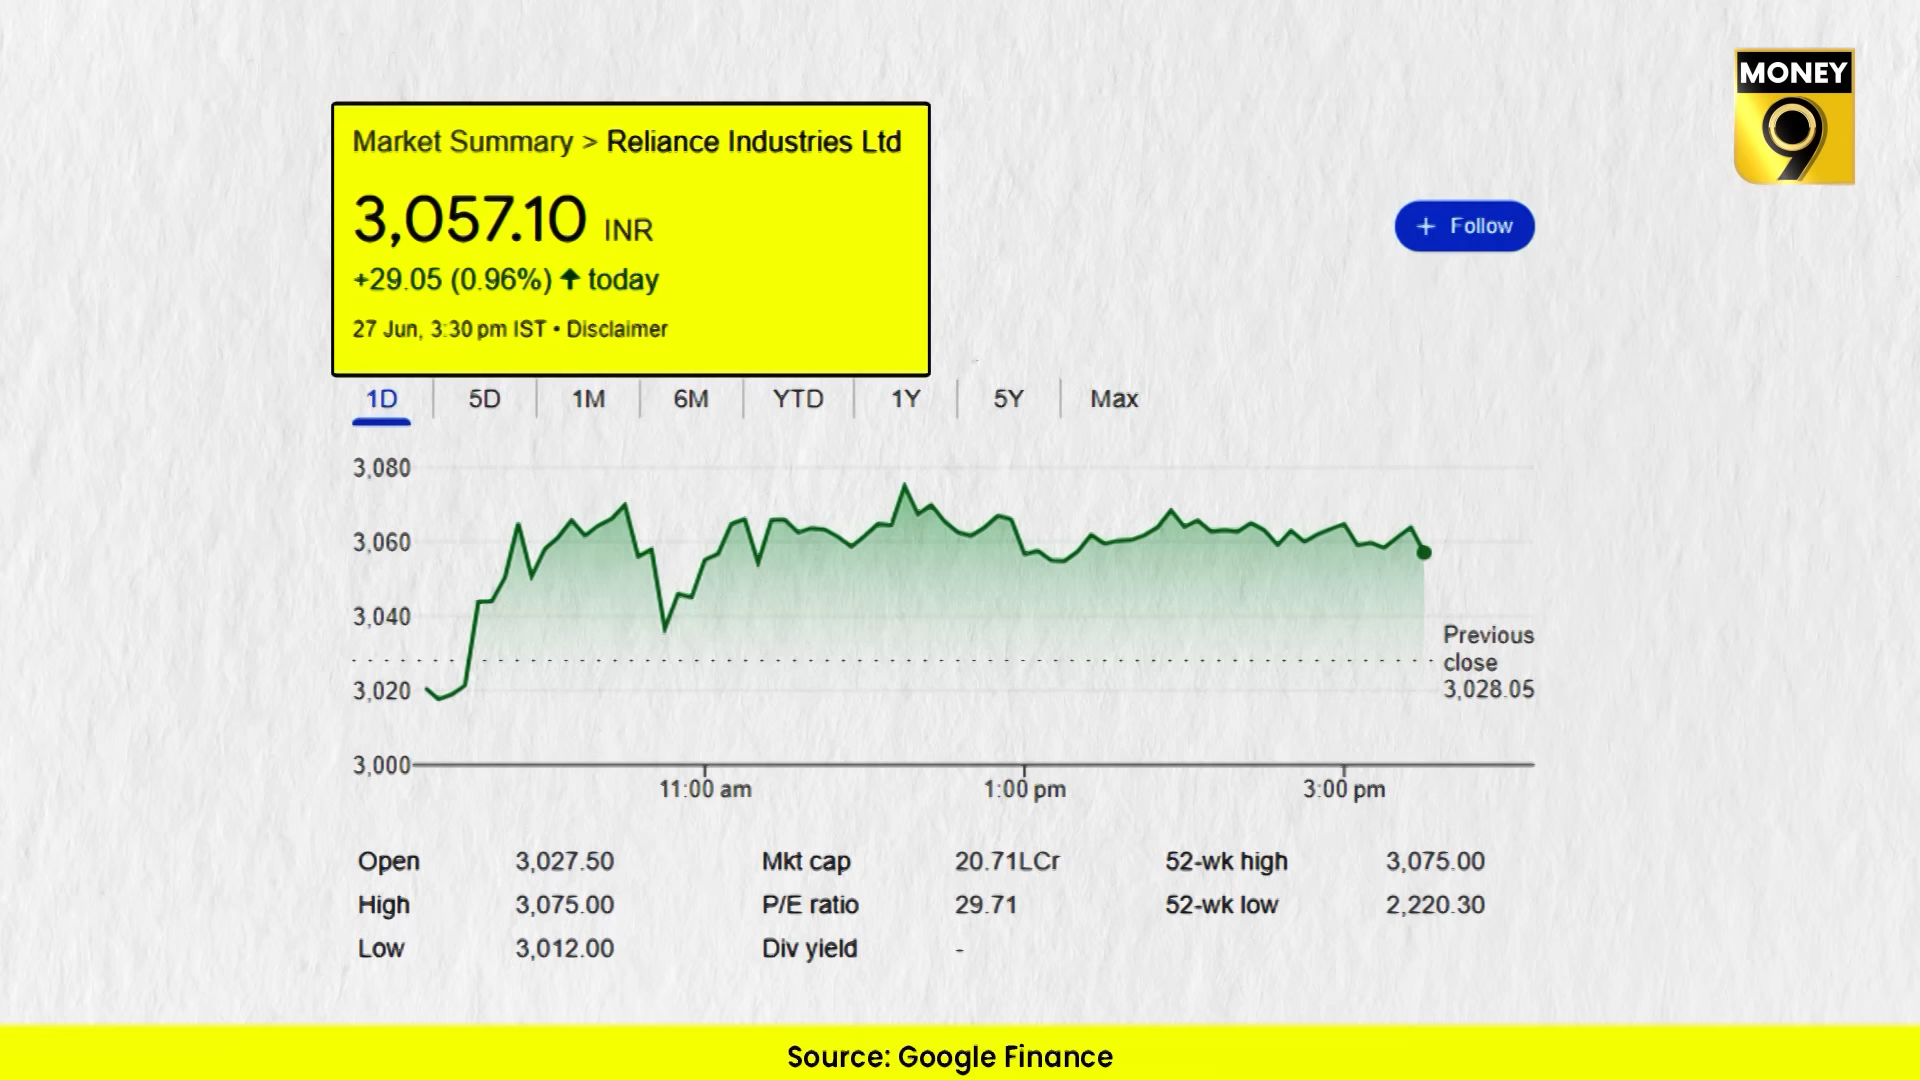 MONEY
9
Market Summary > Reliance Industries Ltd
3,057.10 INR
+29.05 (0.96%) ↑ today
27 Jun, 3:30 pm IST • Disclaimer
+ Follow
1D 5D 1M 6M YTD 1Y 5Y Max
3,080
3,060
3,040
3,020
3,000
Previous
close
3,028.05
11:00 am 1:00 pm 3:00 pm
Open 3,027.50 Mkt cap 20.71LCr 52-wk high 3,075.00
High 3,075.00 P/E ratio 29.71 52-wk low 2,220.30
Low 3,012.00 Div yield -
Source: Google Finance